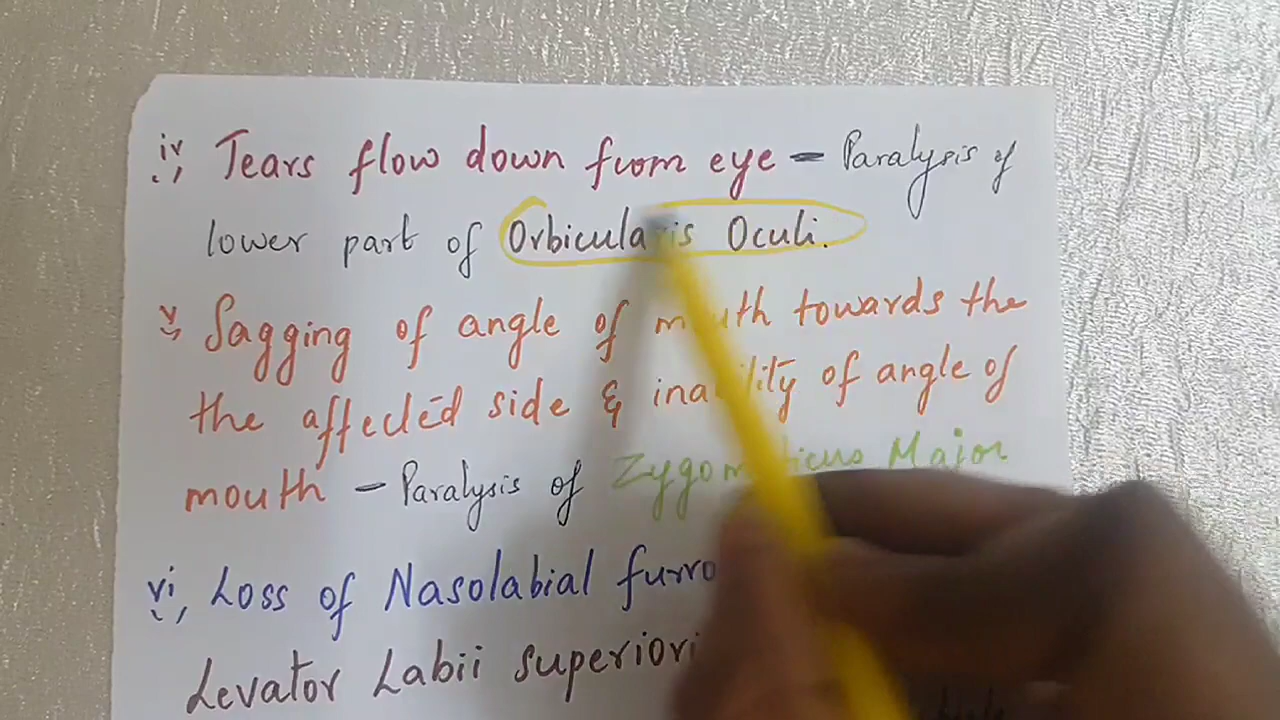 iv, Tears flow down from eye - Paralysis of
lower part of Orbicularis Oculi.
v, Sagging of angle of mouth towards the
the affected side & inability of angle of
mouth - Paralysis of Zygomaticus Major
vi, Loss of Nasolabial
Levator Labii